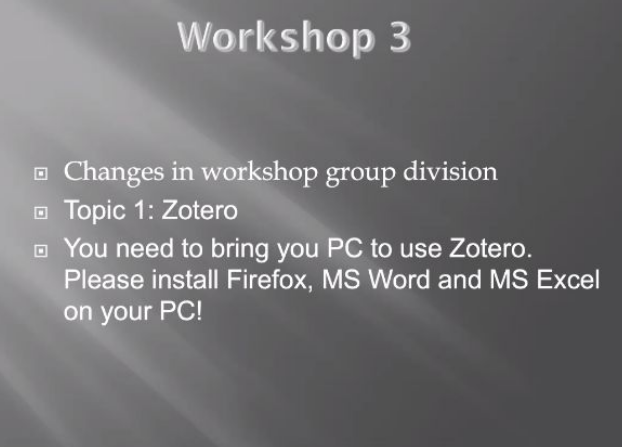 Workshop 3
Changes in workshop group division
Topic 1: Zotero
You need to bring you PC to use Zotero.
Please install Firefox, MS Word and MS Excel
on your PC!